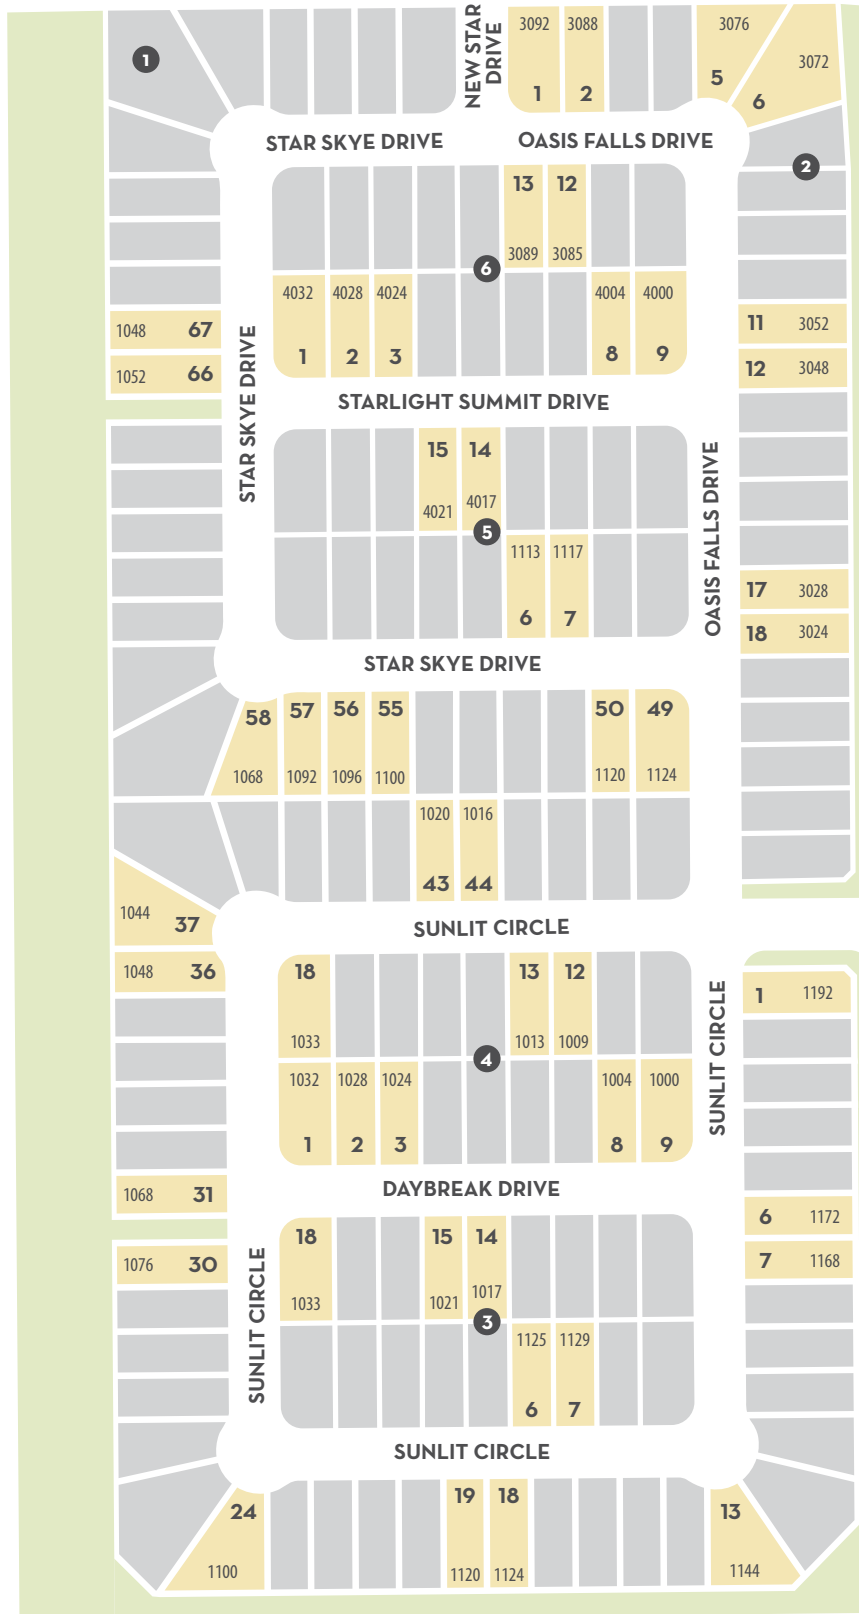 NEW STAR
DRIVE
3092 3088 3076
1 2 5
3072
6
1
STAR SKYE DRIVE OASIS FALLS DRIVE
2
13 12
3089 3085
6
4032 4028 4024 4004 4000
1 2 3 8 9
1048 67
1052 66
11 3052
12 3048
STAR SKYE DRIVE
STARLIGHT SUMMIT DRIVE
OASIS FALLS DRIVE
15 14
4021 4017
5
1113 1117
6 7
17 3028
18 3024
STAR SKYE DRIVE
58 57 56 55 50 49
1068 1092 1096 1100 1120 1124
1020 1016
43 44
1044 37
SUNLIT CIRCLE
1048 36
18 13 12
1033 1013 1009
4
1032 1028 1024 1004 1000
1 2 3 8 9
1 1192
SUNLIT CIRCLE
DAYBREAK DRIVE
1068 31
6 1172
1076 30
7 1168
SUNLIT CIRCLE
18 15 14
1033 1021 1017
3
1125 1129
6 7
SUNLIT CIRCLE
24 19 18 13
1100 1120 1124 1144